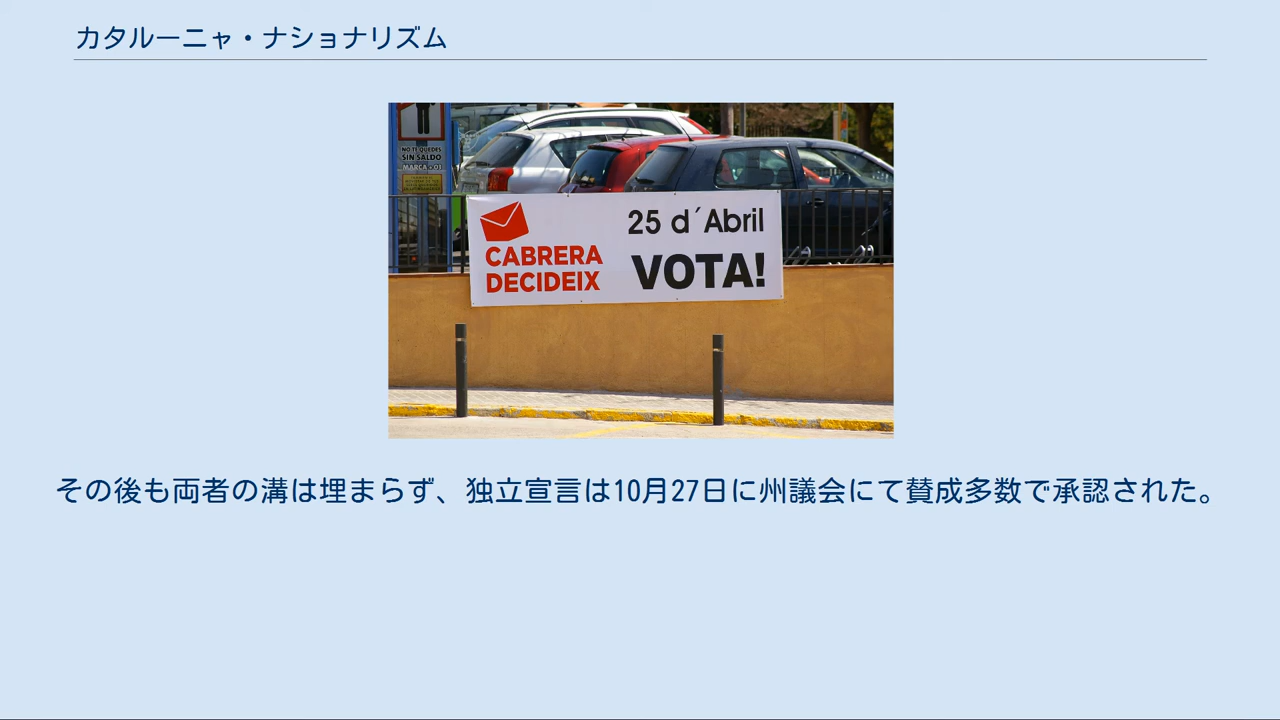 カタルーニャ・ナショナリズム
NO TE QUEDES
SIN SALDO
MARCA *01
CABRERA
DECIDEIX
25 d´Abril
VOTA!
その後も両者の溝は埋まらず、独立宣言は10月27日に州議会にて賛成多数で承認された。